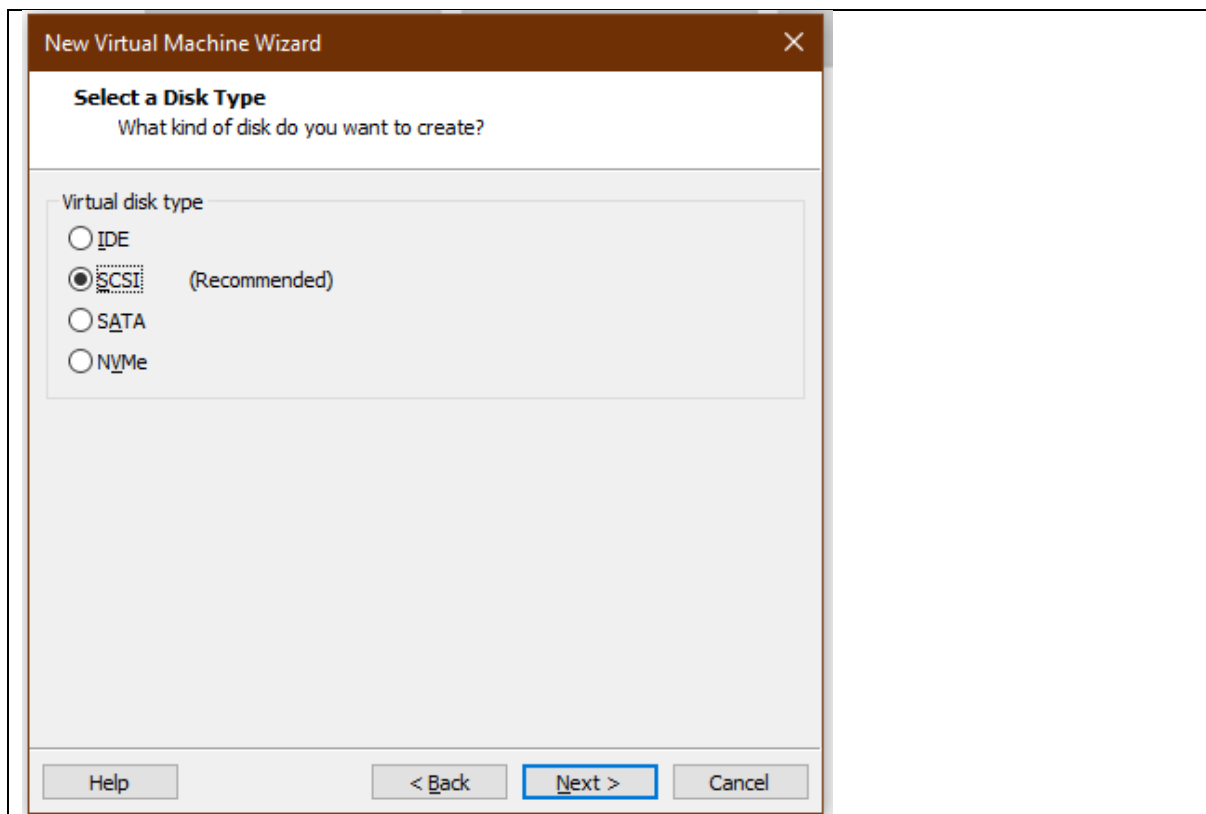 New Virtual Machine Wizard
Select a Disk Type
What kind of disk do you want to create?
Virtual disk type
IDE
SCSI (Recommended)
SATA
NVMe
Help < Back Next > Cancel